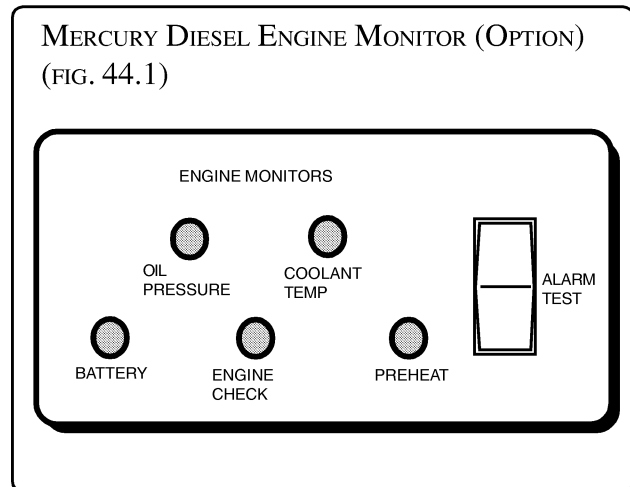 MERCURY DIESEL ENGINE MONITOR (OPTION)
(FIG. 44.1)
ENGINE MONITORS
OIL
PRESSURE
COOLANT
TEMP
ALARM
TEST
BATTERY
ENGINE
CHECK
PREHEAT